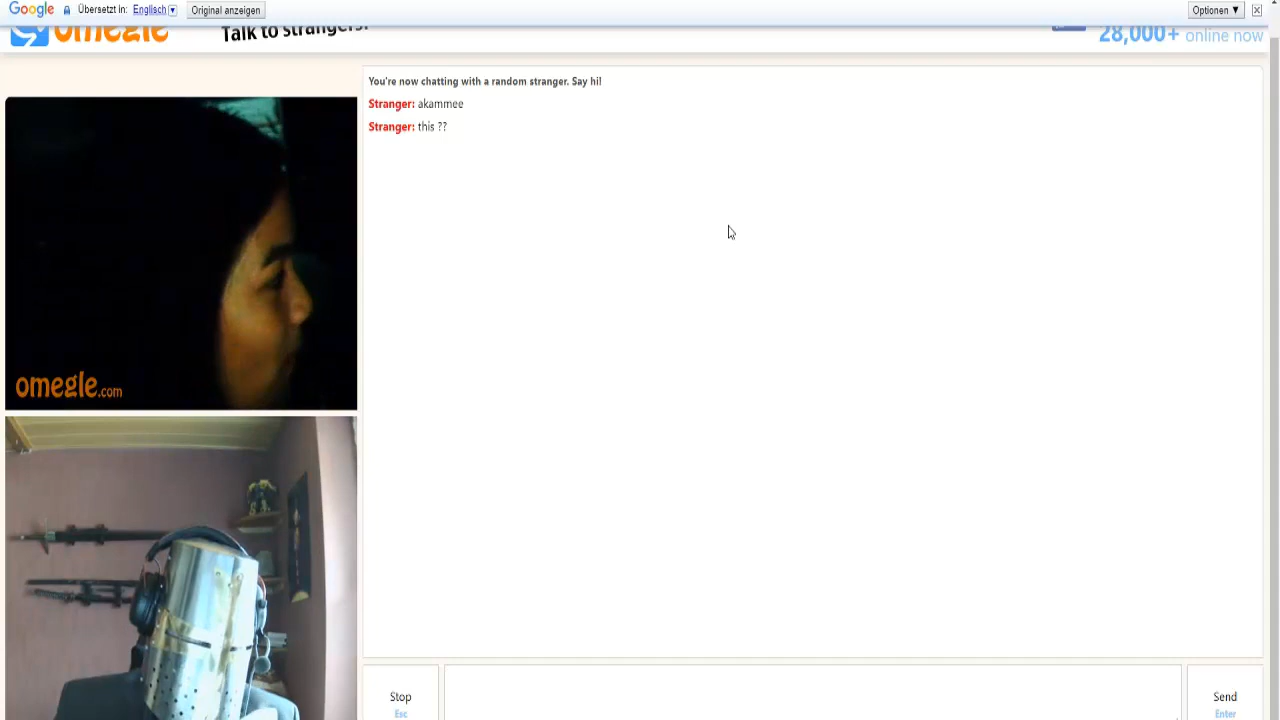 Google Übersetzt in: Englisch Original anzeigen Optionen ▼
omegle Talk to strangers! 28,000+ online now
You're now chatting with a random stranger. Say hi!
Stranger: akammee
Stranger: this ??
omegle.com
Stop
Esc
Send
Enter